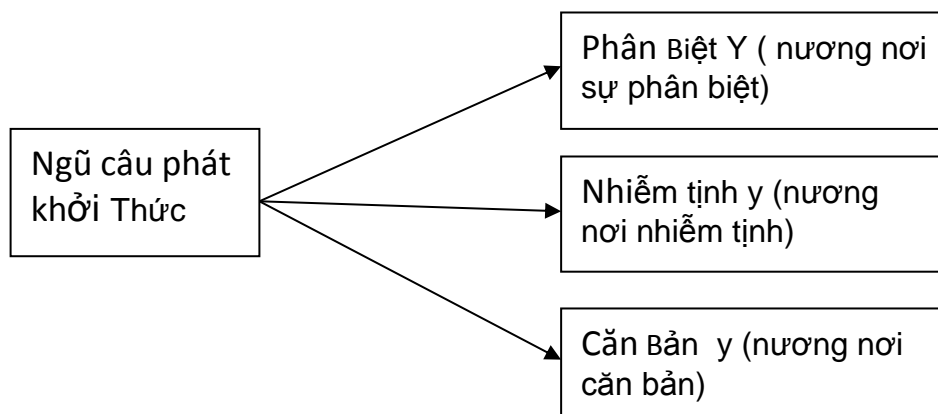 Ngũ câu phát
khởi Thức
Phân Biệt Y ( nương nơi
sự phân biệt)
Nhiễm tịnh y (nương
nơi nhiễm tịnh)
Căn Bản  y (nương nơi
căn bản)